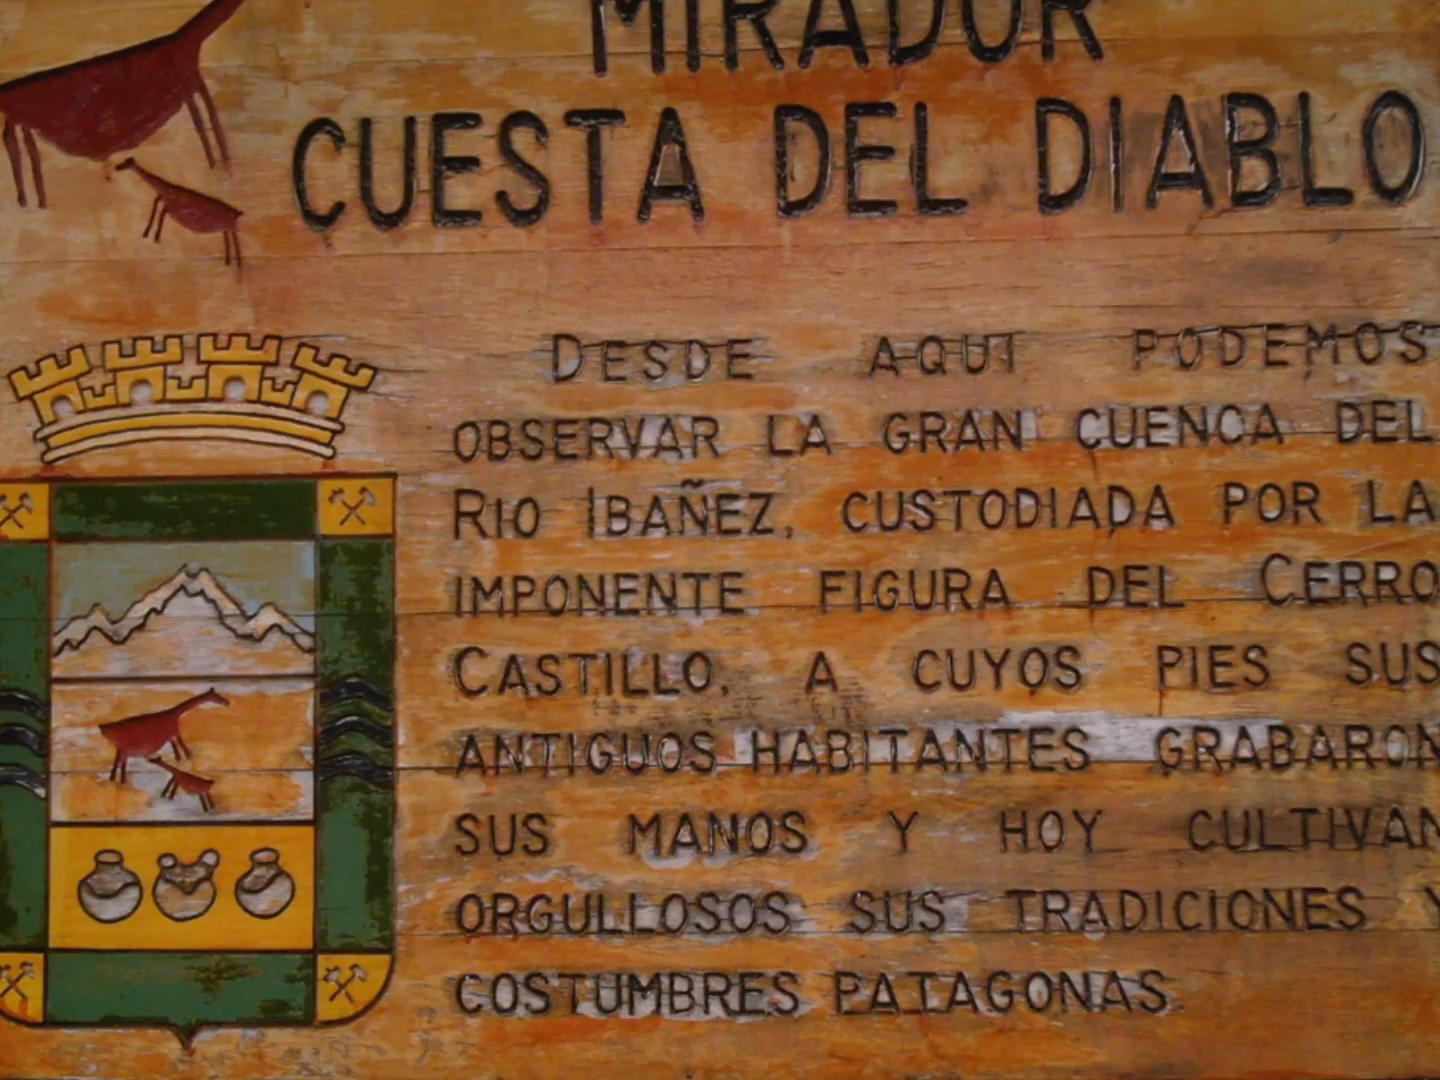 MIRADOR
CUESTA DEL DIABLO
DESDE AQUI PODEMOS
OBSERVAR LA GRAN CUENCA DEL
RIO IBAÑEZ, CUSTODIADA POR LA
IMPONENTE FIGURA DEL CERRO
CASTILLO, A CUYOS PIES SUS
ANTIGUOS HABITANTES GRABARON
SUS MANOS Y HOY CULTIVAN
ORGULLOSOS SUS TRADICIONES Y
COSTUMBRES PATAGONAS